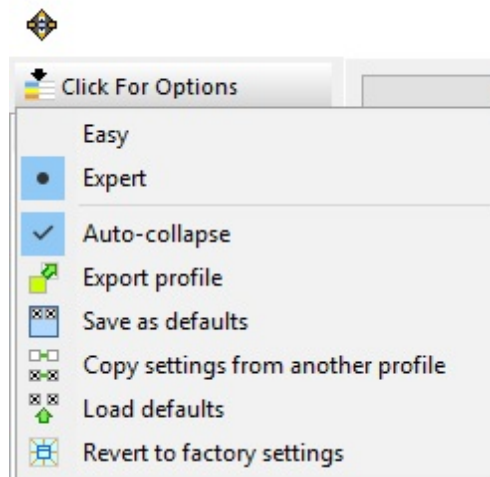 Click For Options
Easy
Expert
Auto-collapse
Export profile
Save as defaults
Copy settings from another profile
Load defaults
Revert to factory settings